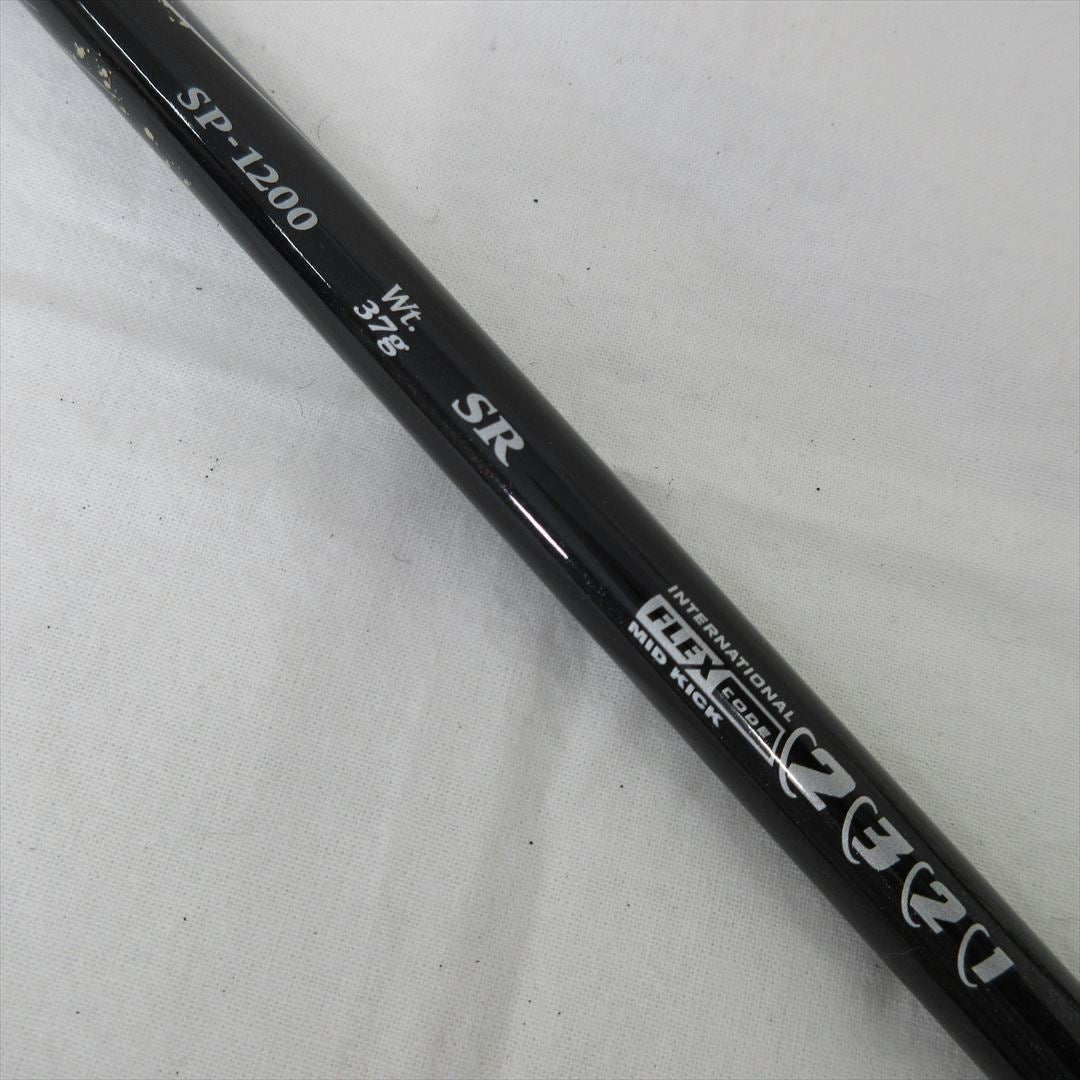 SP-1200
Wt.
37g
SR
INTERNATIONAL
FLEX CODE
MID KICK
2 3 2 1